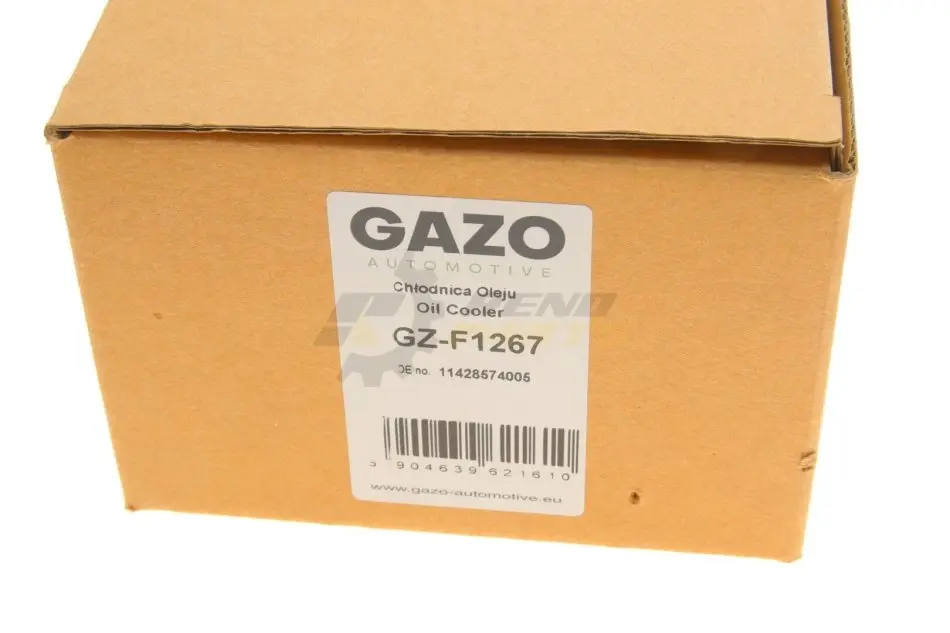 GAZO
AUTOMOTIVE
Chłodnica Oleju
Oil Cooler
GZ-F1267
OE no. 11428574005
5 904639 621610
www.gazo-automotive.eu